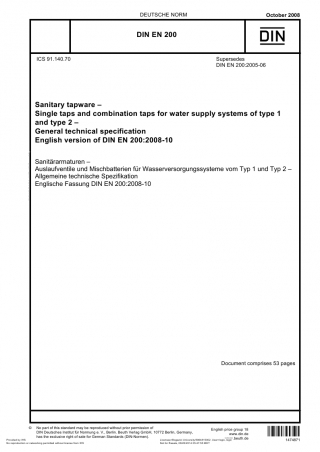 DEUTSCHE NORM
October 2008
DIN EN 200
DIN
ICS 91.140.70
Supersedes
DIN EN 200:2005-06
Sanitary tapware –
Single taps and combination taps for water supply systems of type 1
and type 2 –
General technical specification
English version of DIN EN 200:2008-10
Sanitärarmaturen –
Auslaufventile und Mischbatterien für Wasserversorgungssysteme vom Typ 1 und Typ 2 –
Allgemeine technische Spezifikation
Englische Fassung DIN EN 200:2008-10
Document comprises 53 pages
© No part of this standard may be reproduced without prior permission of
DIN Deutsches Institut für Normung e.V., Berlin. Beuth Verlag GmbH, 10772 Berlin, Germany,
has the exclusive right of sale for German Standards (DIN-Normen).
English price group 18
www.din.de
www.beuth.de
1474671